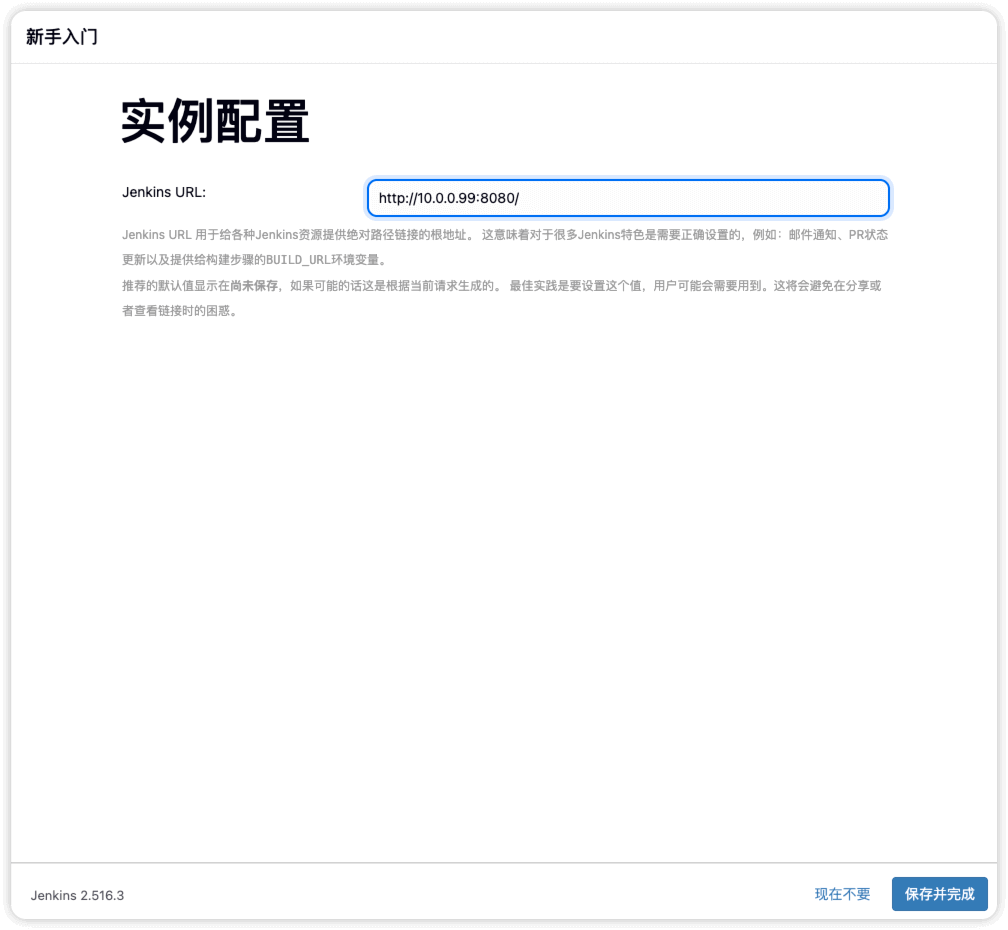 新手入门
实例配置
Jenkins URL:
http://10.0.0.99:8080/
Jenkins URL 用于给各种Jenkins资源提供绝对路径链接的根地址。 这意味着对于很多Jenkins特色是需要正确设置的，例如：邮件通知、PR状态
更新以及提供给构建步骤的BUILD_URL环境变量。
推荐的默认值显示在尚未保存，如果可能的话这是根据当前请求生成的。 最佳实践是要设置这个值，用户可能会需要用到。这将会避免在分享或
者查看链接时的困惑。
Jenkins 2.516.3
现在不要
保存并完成